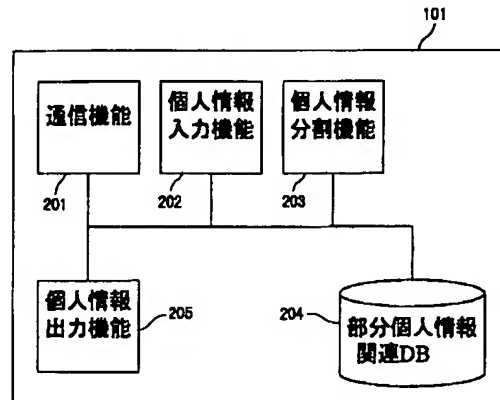 101
通信機能
201
個人情報
入力機能
202
個人情報
分割機能
203
個人情報
出力機能
205
204
部分個人情報
関連DB